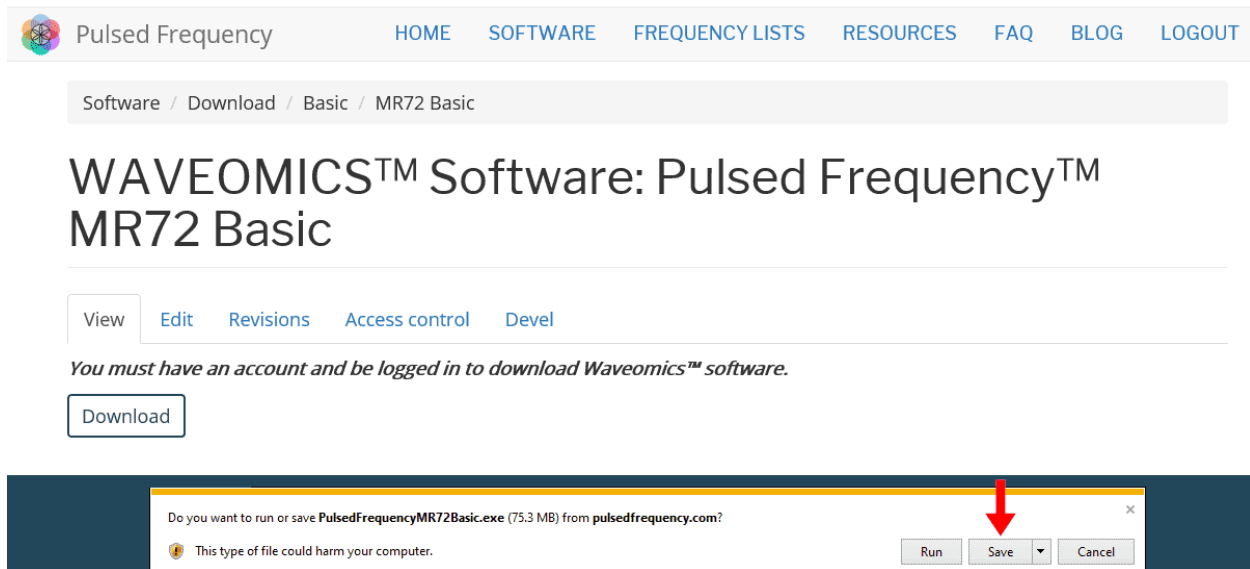 Pulsed Frequency HOME SOFTWARE FREQUENCY LISTS RESOURCES FAQ BLOG LOGOUT
Software / Download / Basic / MR72 Basic
WAVEOMICS™ Software: Pulsed Frequency™
MR72 Basic
View Edit Revisions Access control Devel
You must have an account and be logged in to download Waveomics™ software.
Download
Do you want to run or save PulsedFrequencyMR72Basic.exe (75.3 MB) from pulsedfrequency.com?
This type of file could harm your computer. Run Save Cancel